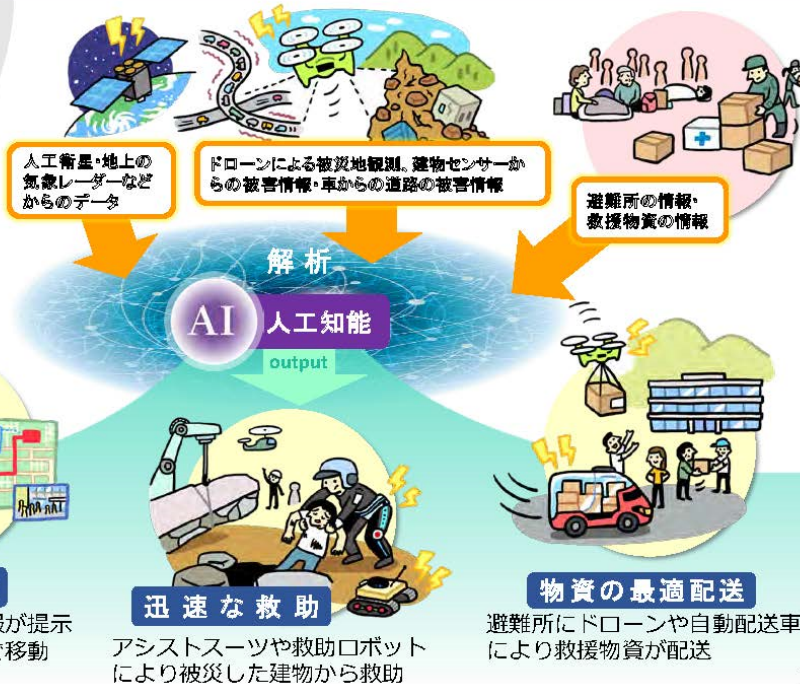 人工衛星・地上の
気象レーダーなど
からのデータ
ドローンによる被災地観測、建物センサーか
らの被害情報・車からの道路の被害情報
避難所の情報・
救援物資の情報
解析
AI 人工知能
output
が提示
移動
迅速な救助
アシストスーツや救助ロボット
により被災した建物から救助
物資の最適配送
避難所にドローンや自動配送車
により救援物資が配送